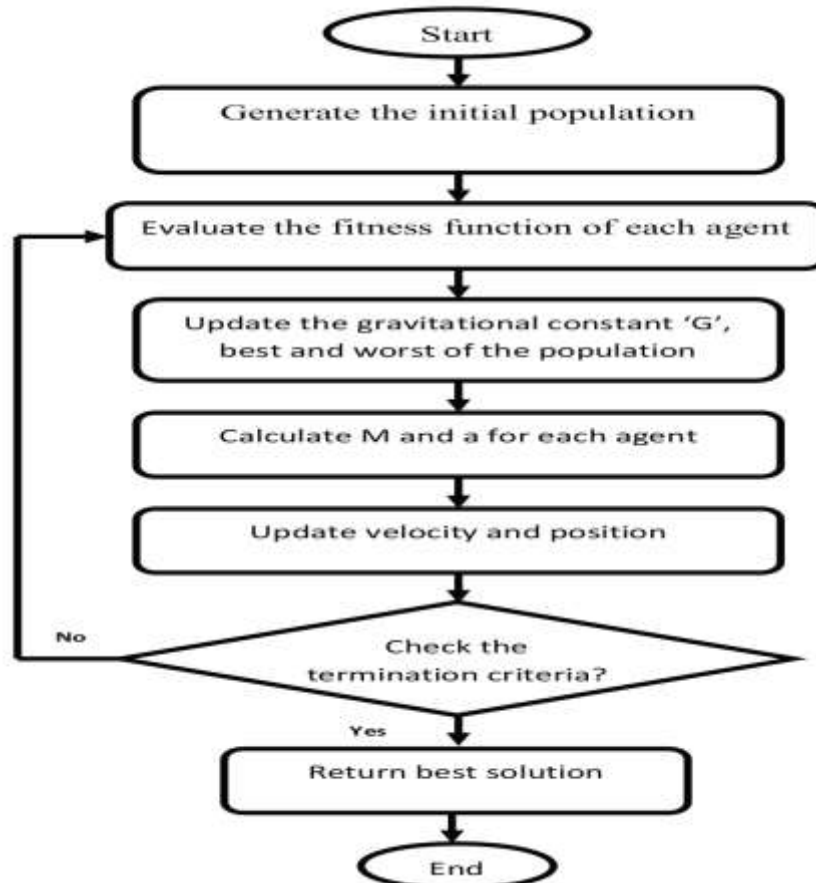 Start
Generate the initial population
Evaluate the fitness function of each agent
Update the gravitational constant ‘G’,
best and worst of the population
Calculate M and a for each agent
Update velocity and position
No
Check the
termination criteria?
Yes
Return best solution
End